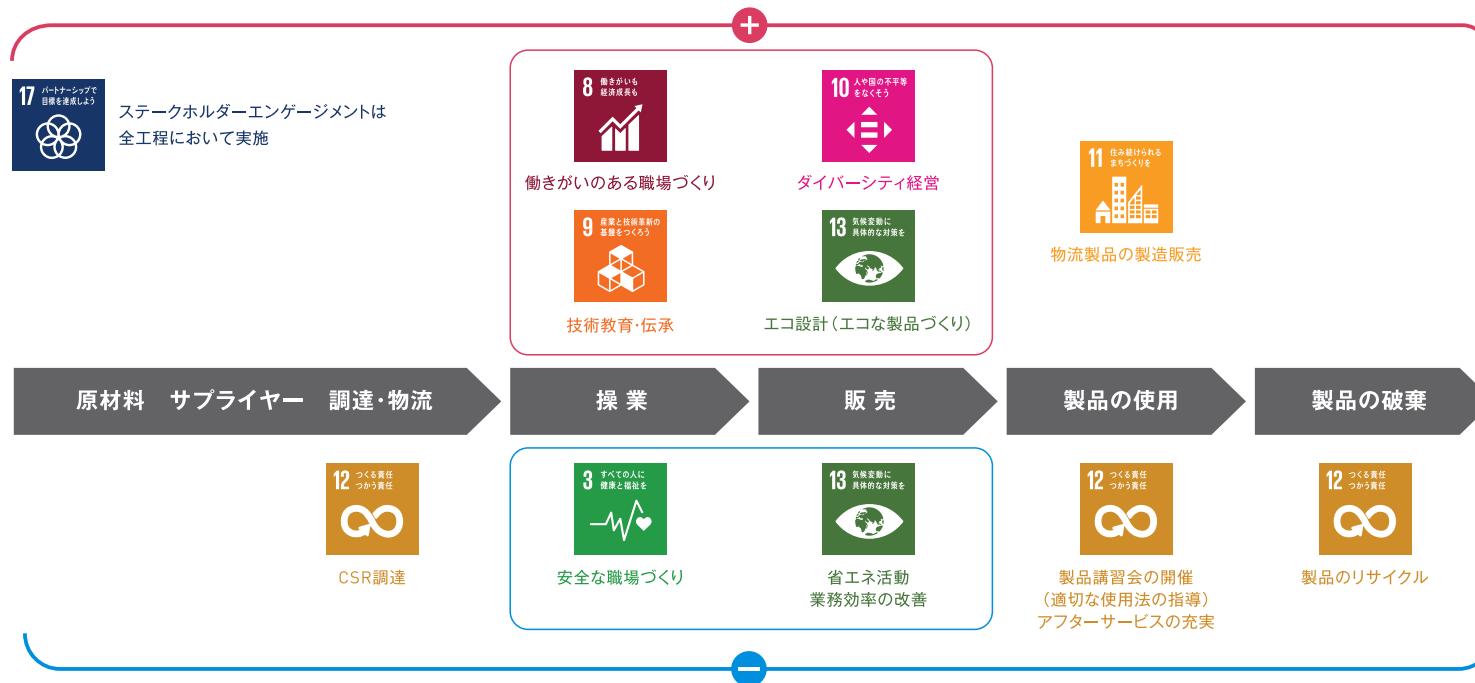 +
17 パートナーシップで
目標を達成しよう
ステークホルダーエンゲージメントは
全工程において実施
8 働きがいも
経済成長も
働きがいのある職場づくり
10 人や国の不平等
をなくそう
ダイバーシティ経営
9 産業と技術革新の
基盤をつくろう
技術教育・伝承
13 気候変動に
具体的な対策を
エコ設計(エコな製品づくり)
11 住み続けられる
まちづくりを
物流製品の製造販売
原材料 サプライヤー 調達・物流
操業
販売
製品の使用
製品の破棄
12 つくる責任
つかう責任
CSR調達
3 すべての人に
健康と福祉を
安全な職場づくり
13 気候変動に
具体的な対策を
省エネ活動
業務効率の改善
12 つくる責任
つかう責任
製品講習会の開催
(適切な使用法の指導)
アフターサービスの充実
12 つくる責任
つかう責任
製品のリサイクル
−